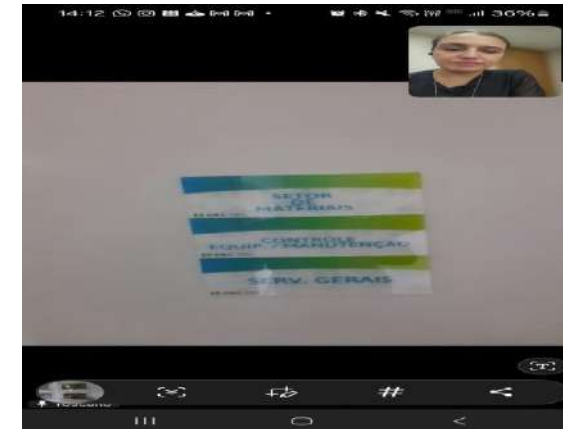 14:12
36%
SETOR
DE
MATERIAIS
CONTROLE
EQUIP. / MANUTENÇÃO
SERV. GERAIS